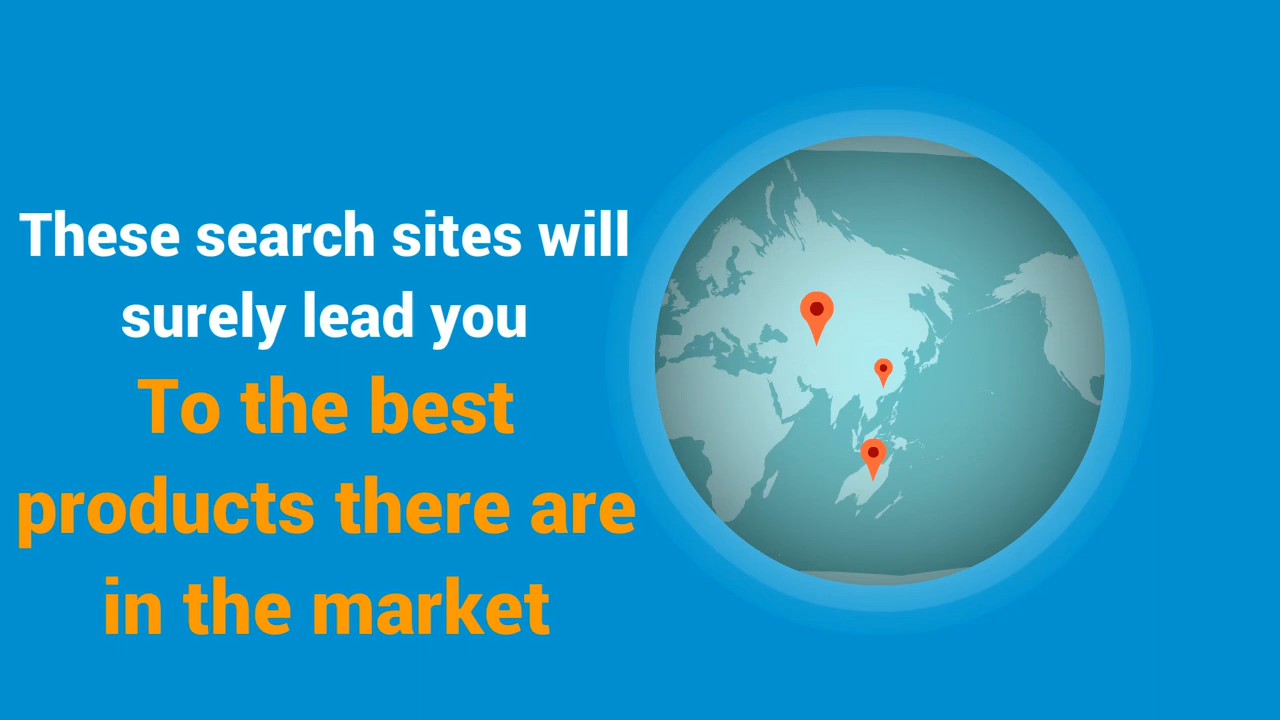 These search sites will
surely lead you
To the best
products there are
in the market